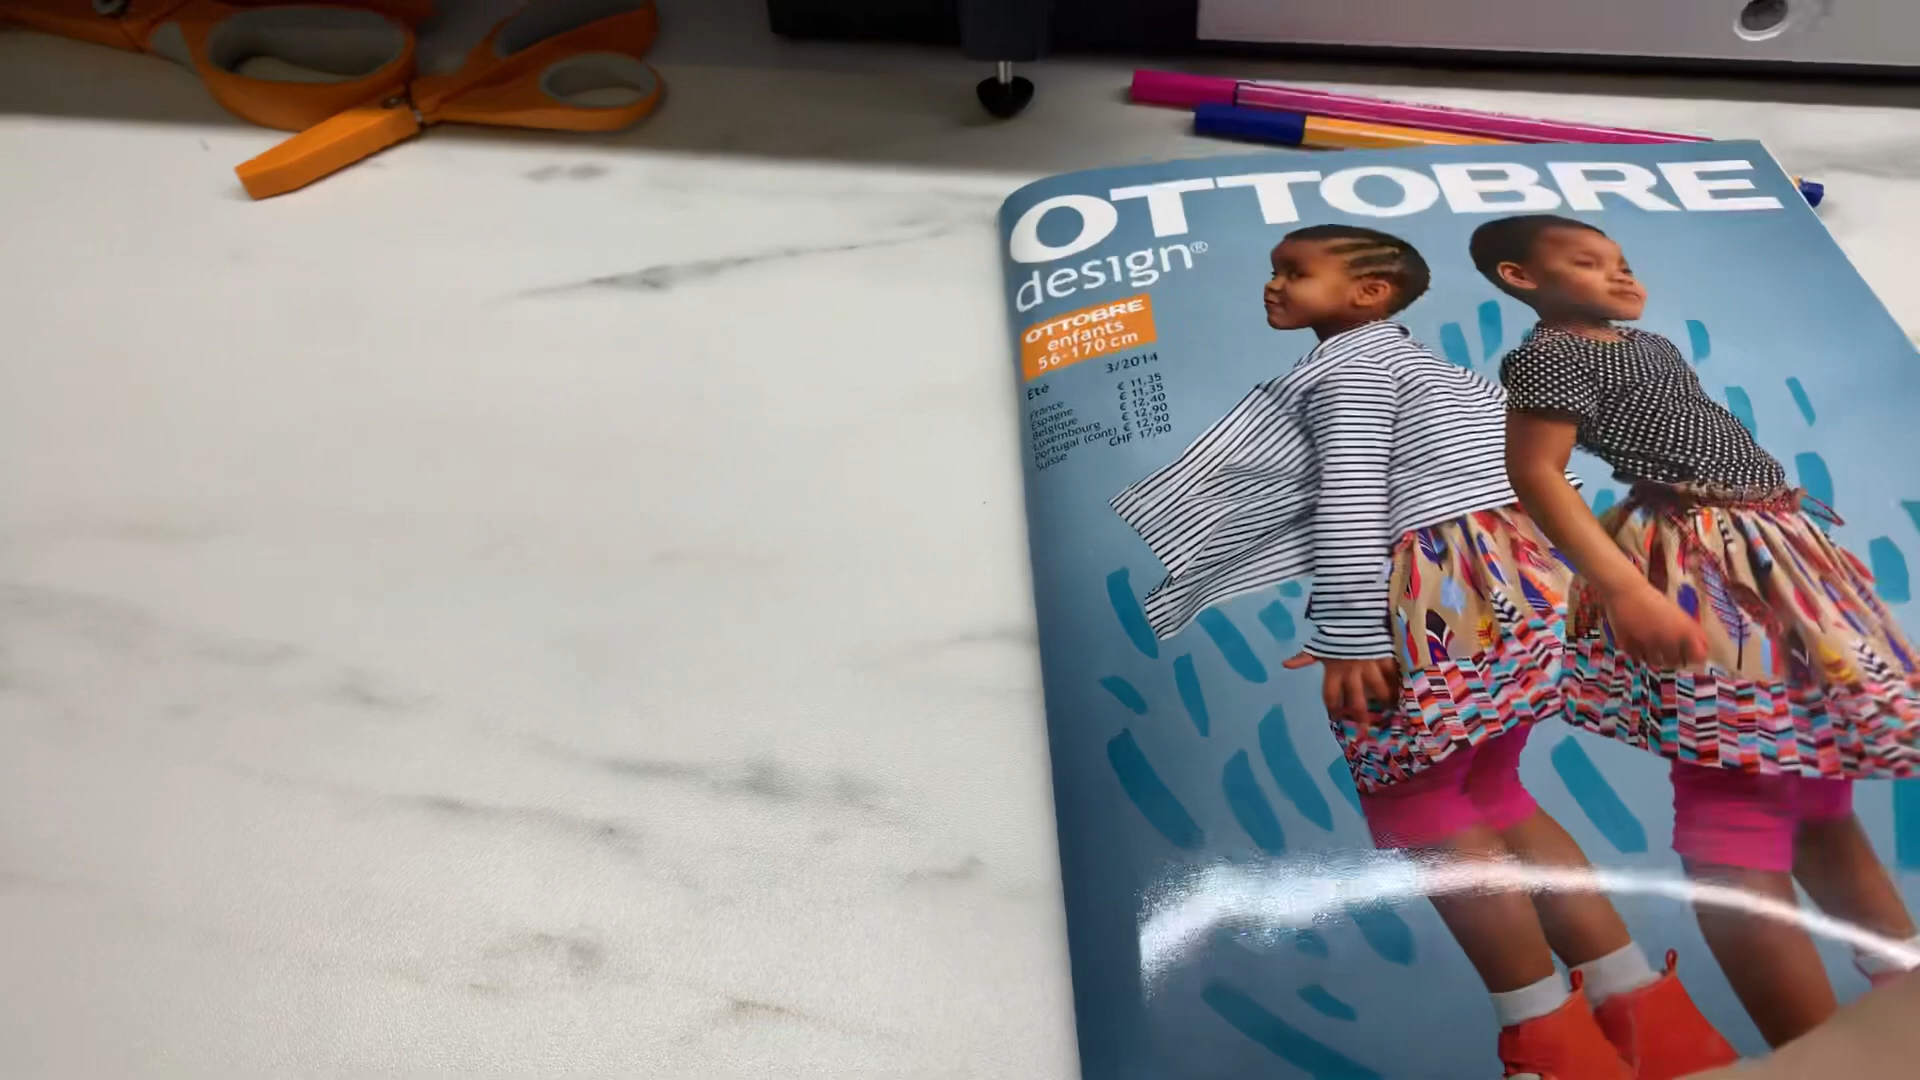 OTTOBRE
design®
OTTOBRE
enfants
56-170 cm
Été 3/2014
France € 11,35
Espagne € 11,35
Belgique € 12,40
Luxembourg € 12,90
Portugal (cont) € 12,90
Suisse CHF 17,90